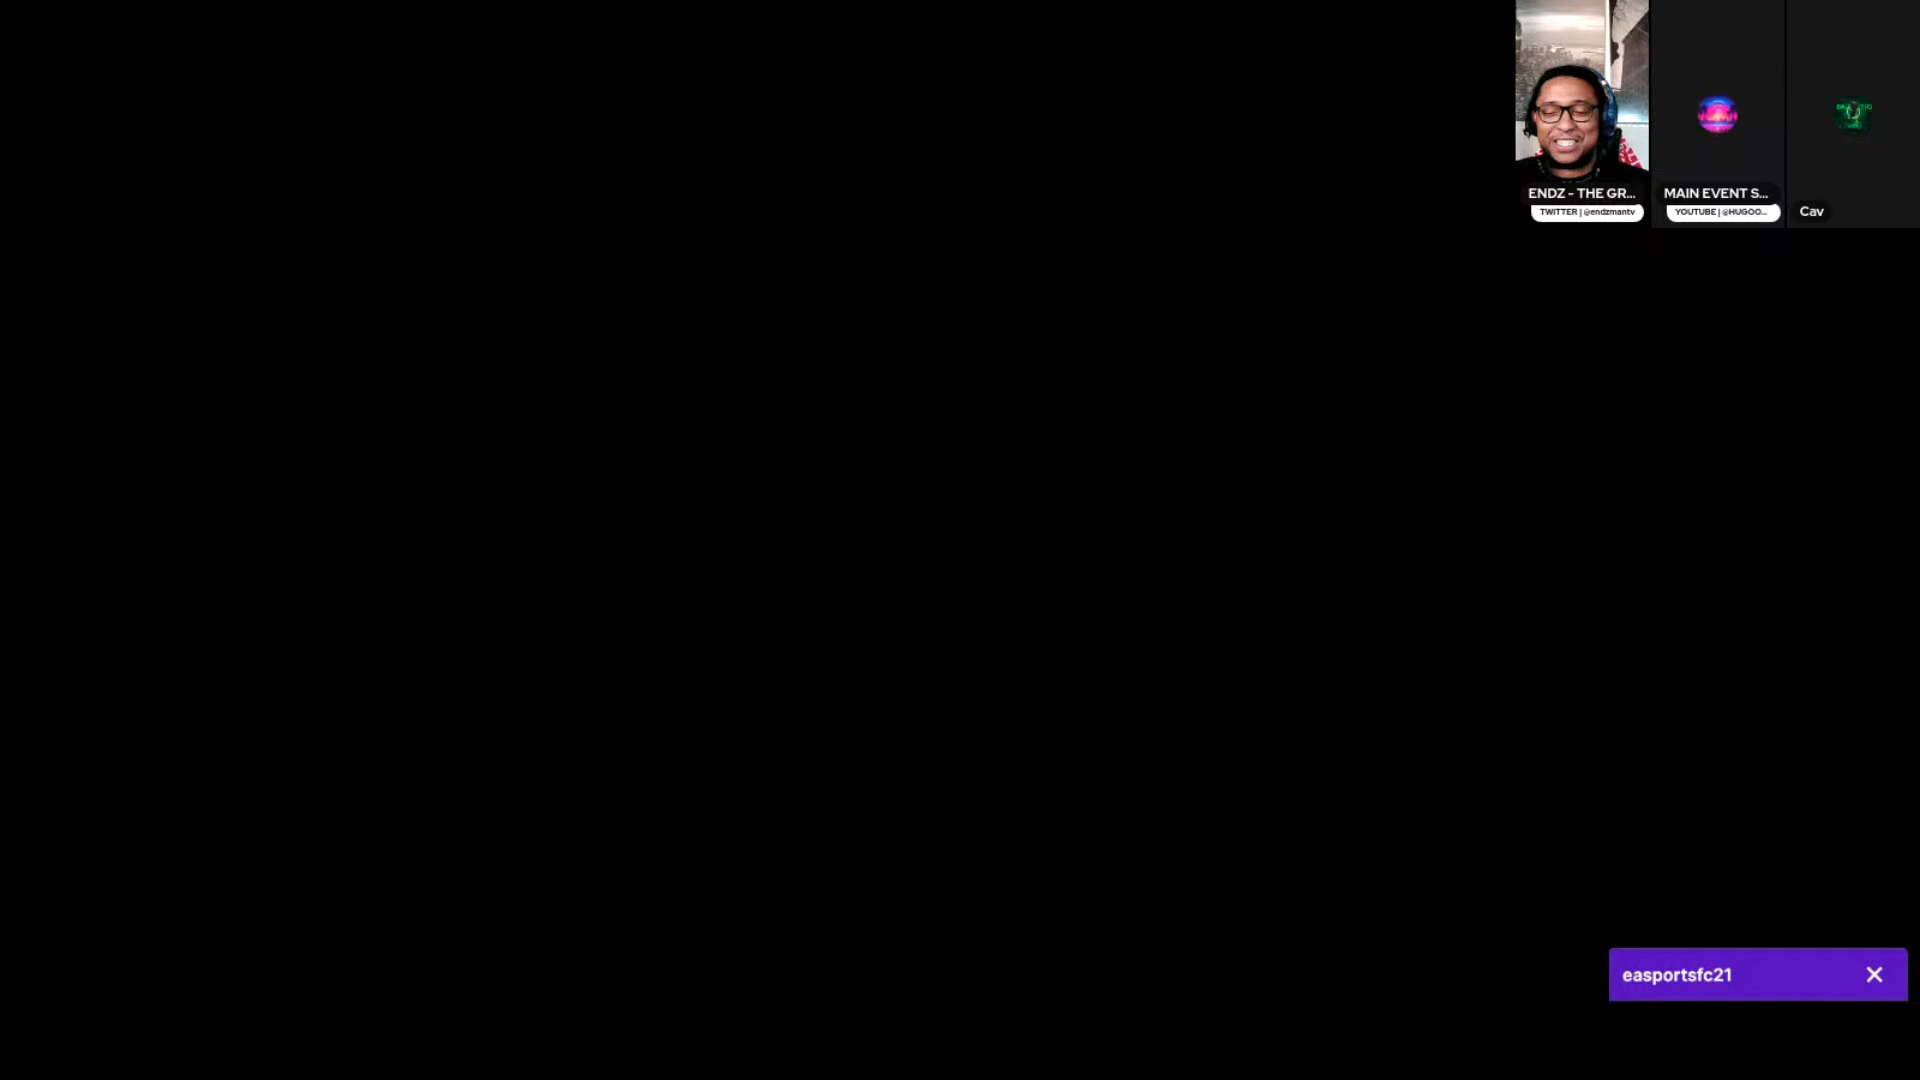 ENDZ - THE GR...
TWITTER | @endzmantv
MAIN EVENT S...
YOUTUBE | @HUGOO...
Cav
easportsfc21